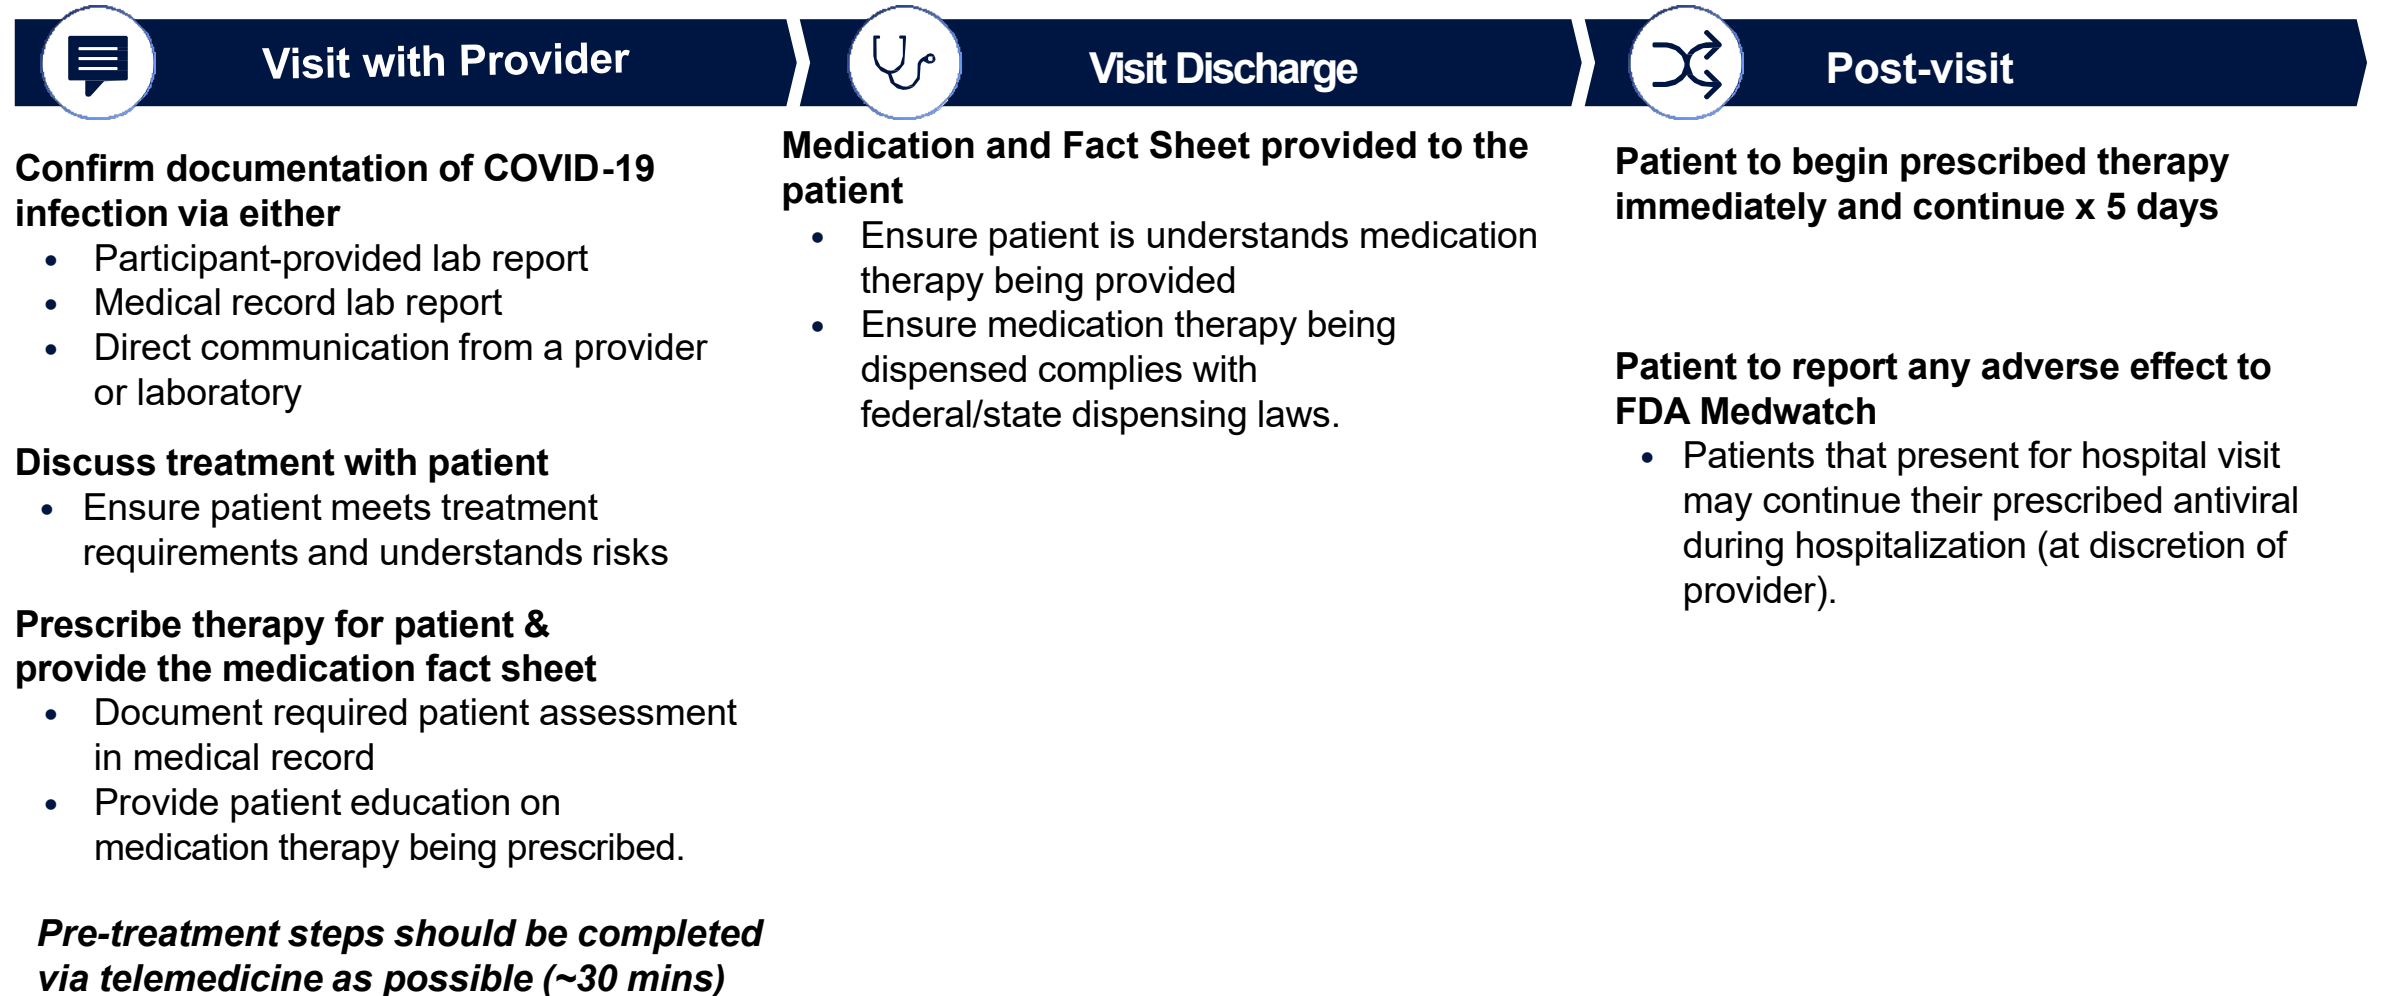 Visit with Provider
Visit Discharge
Post-visit
Confirm documentation of COVID-19
infection via either
• Participant-provided lab report
• Medical record lab report
• Direct communication from a provider
or laboratory
Discuss treatment with patient
• Ensure patient meets treatment
requirements and understands risks
Prescribe therapy for patient &
provide the medication fact sheet
• Document required patient assessment
in medical record
• Provide patient education on
medication therapy being prescribed.
Pre-treatment steps should be completed
via telemedicine as possible (~30 mins)
Medication and Fact Sheet provided to the
patient
• Ensure patient is understands medication
therapy being provided
• Ensure medication therapy being
dispensed complies with
federal/state dispensing laws.
Patient to begin prescribed therapy
immediately and continue x 5 days
Patient to report any adverse effect to
FDA Medwatch
• Patients that present for hospital visit
may continue their prescribed antiviral
during hospitalization (at discretion of
provider).